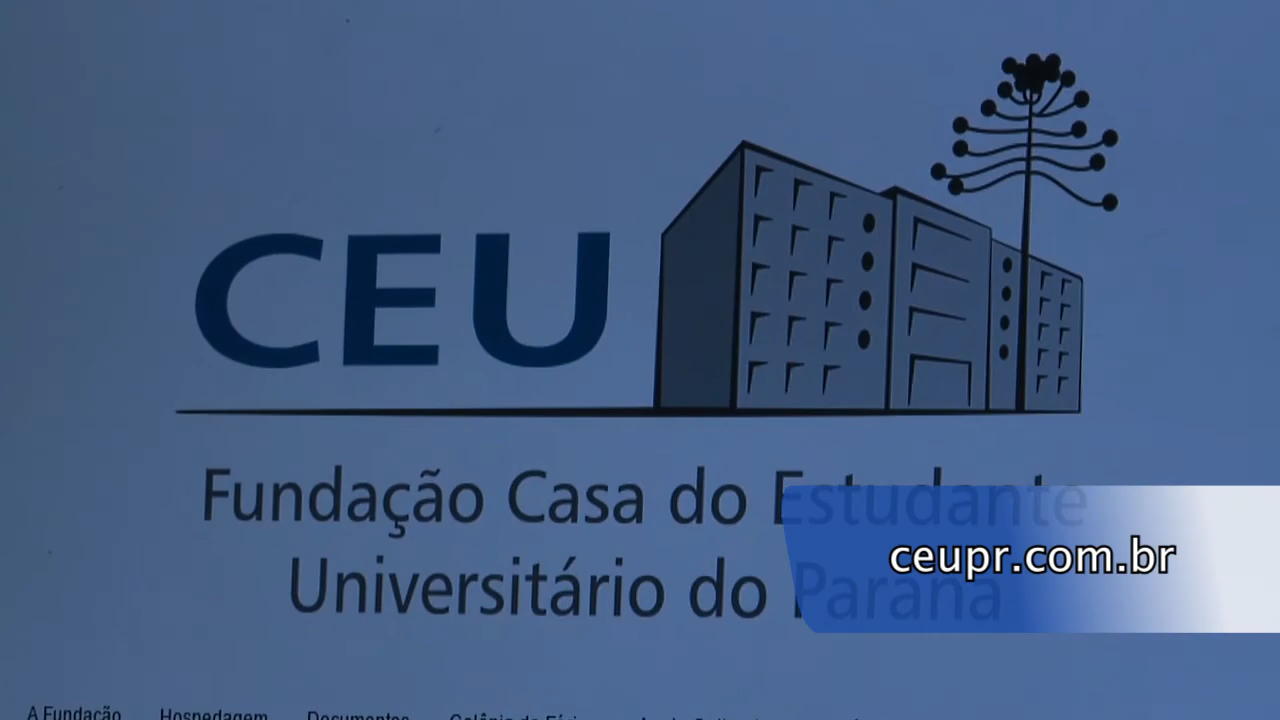 CEU
Fundação Casa do Estudante
Universitário do Paraná
ceupr.com.br
A Fundação Hospedagem Documentos